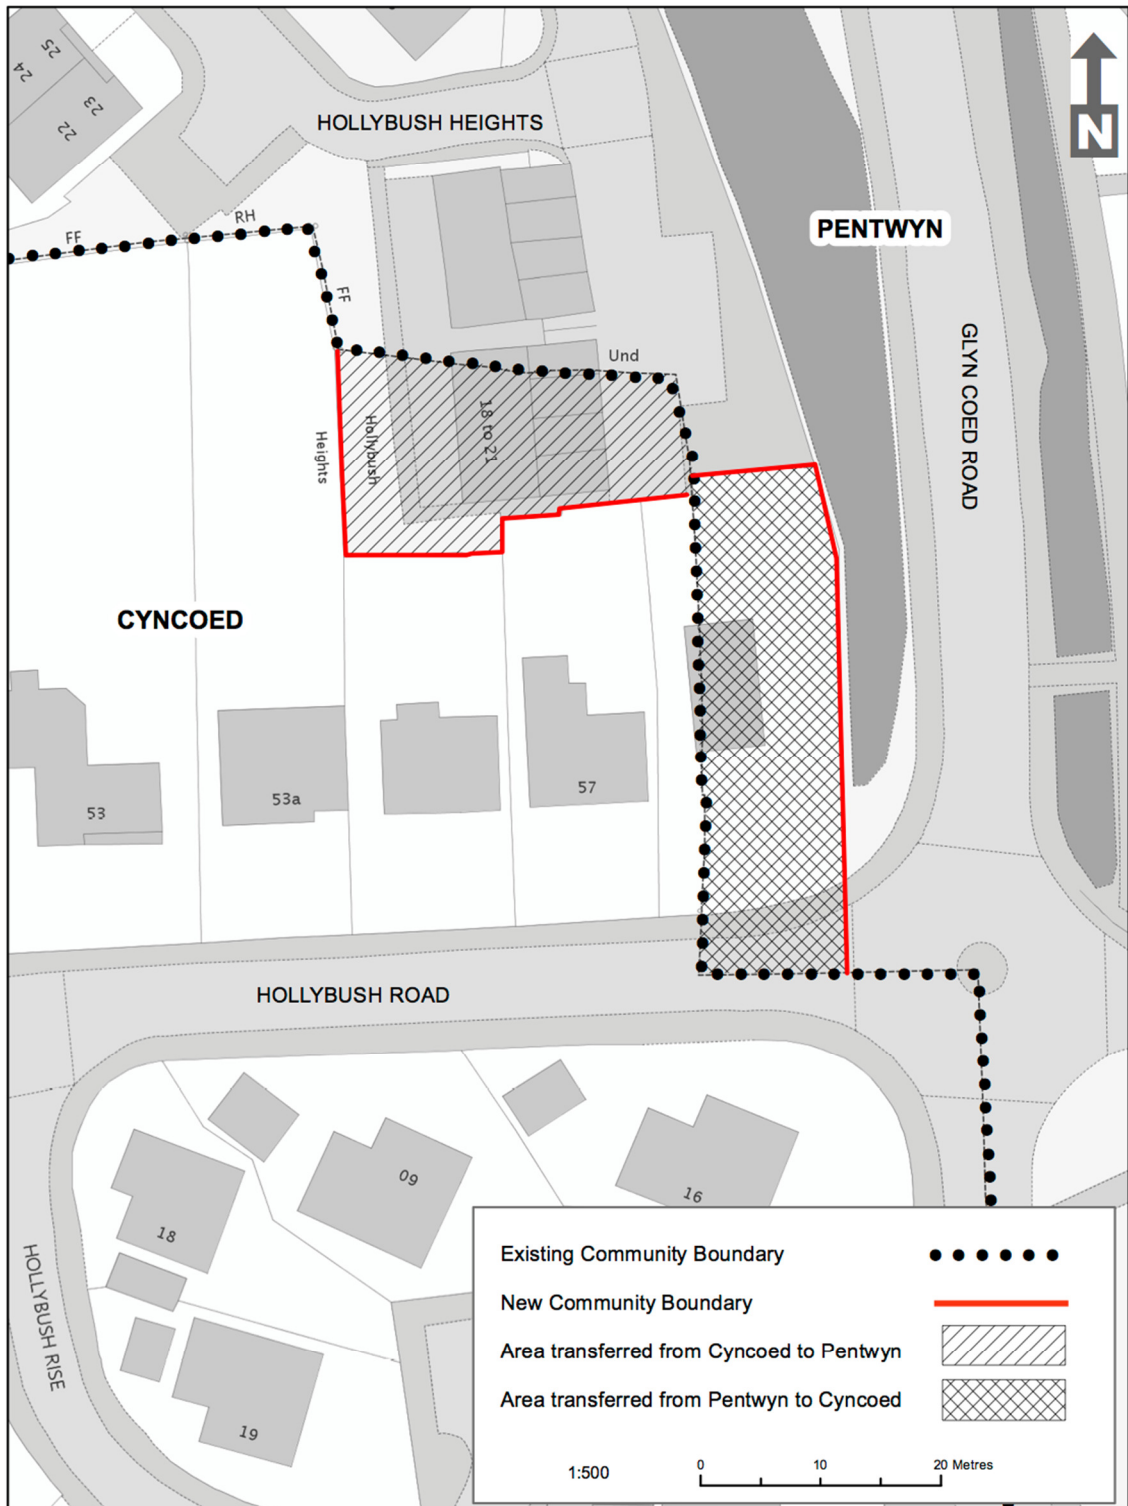 25
24
23
22
HOLLYBUSH HEIGHTS
N
RH
FF
PENTWYN
FF
Und
GLYN COED ROAD
18 to 21
Hollybush
Heights
CYNCOED
53
53a
57
HOLLYBUSH ROAD
09
16
18
HOLLYBUSH RISE
19
Existing Community Boundary
New Community Boundary
Area transferred from Cyncoed to Pentwyn
Area transferred from Pentwyn to Cyncoed
1:500
0 10 20 Metres